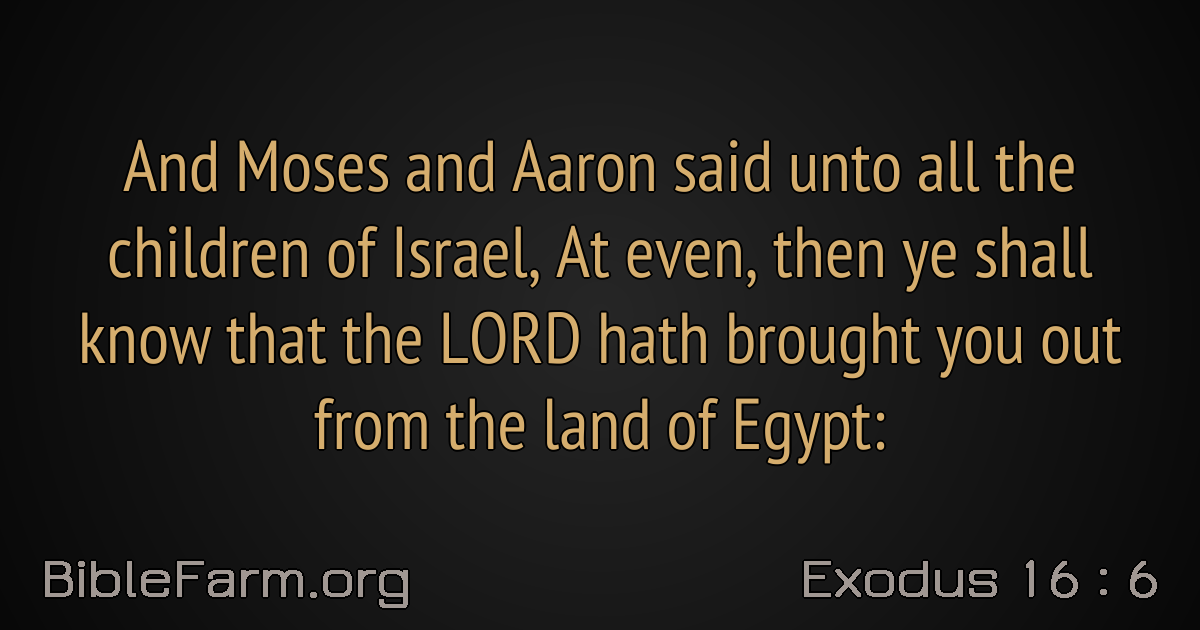 And Moses and Aaron said unto all the
children of Israel, At even, then ye shall
know that the LORD hath brought you out
from the land of Egypt:
BibleFarm.org
Exodus 16 : 6